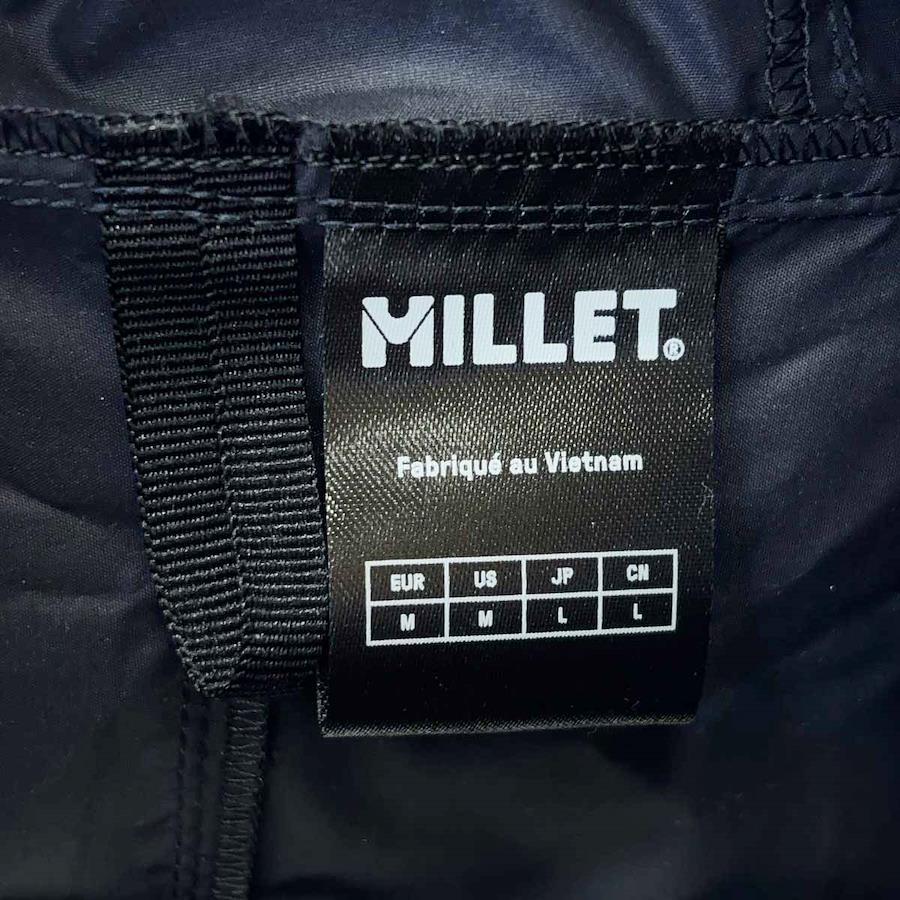 MILLET®
Fabriqué au Vietnam
EUR US JP CN
M M L L